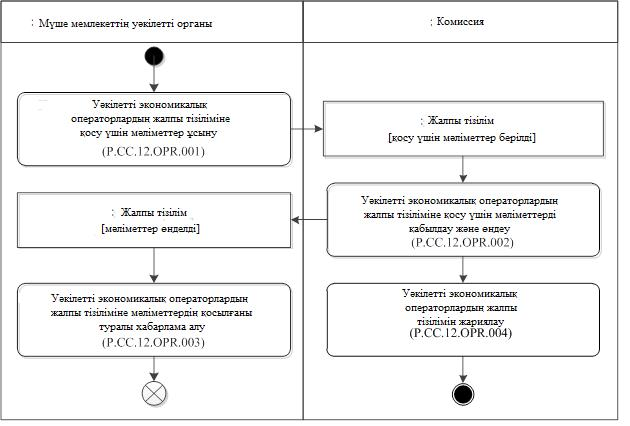 : Мүше мемлекеттің уәкілетті органы
: Комиссия
Уәкілетті экономикалық
операторлардың жалпы тізіліміне
қосу үшін мәліметтер ұсыну
(P.CC.12.OPR.001)
: Жалпы тізілім
[қосу үшін мәліметтер берілді]
Уәкілетті экономикалық операторлардың
жалпы тізіліміне қосу үшін мәліметтерді
қабылдау және өңдеу
(P.CC.12.OPR.002)
: Жалпы тізілім
[мәліметтер өңделді]
Уәкілетті экономикалық операторлардың
жалпы тізіліміне мәліметтердің қосылғаны
туралы хабарлама алу
(P.CC.12.OPR.003)
Уәкілетті экономикалық
операторлардың жалпы
тізілімін жариялау
(P.CC.12.OPR.004)